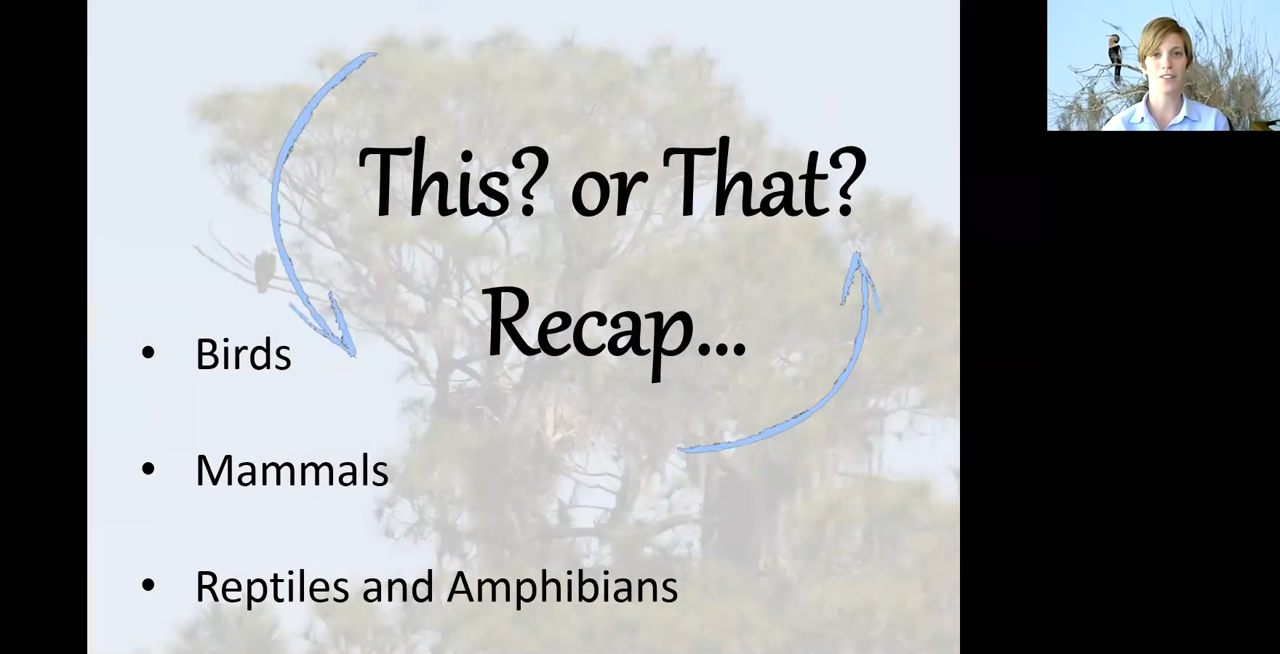 This? or That?
Recap...
• Birds
• Mammals
• Reptiles and Amphibians